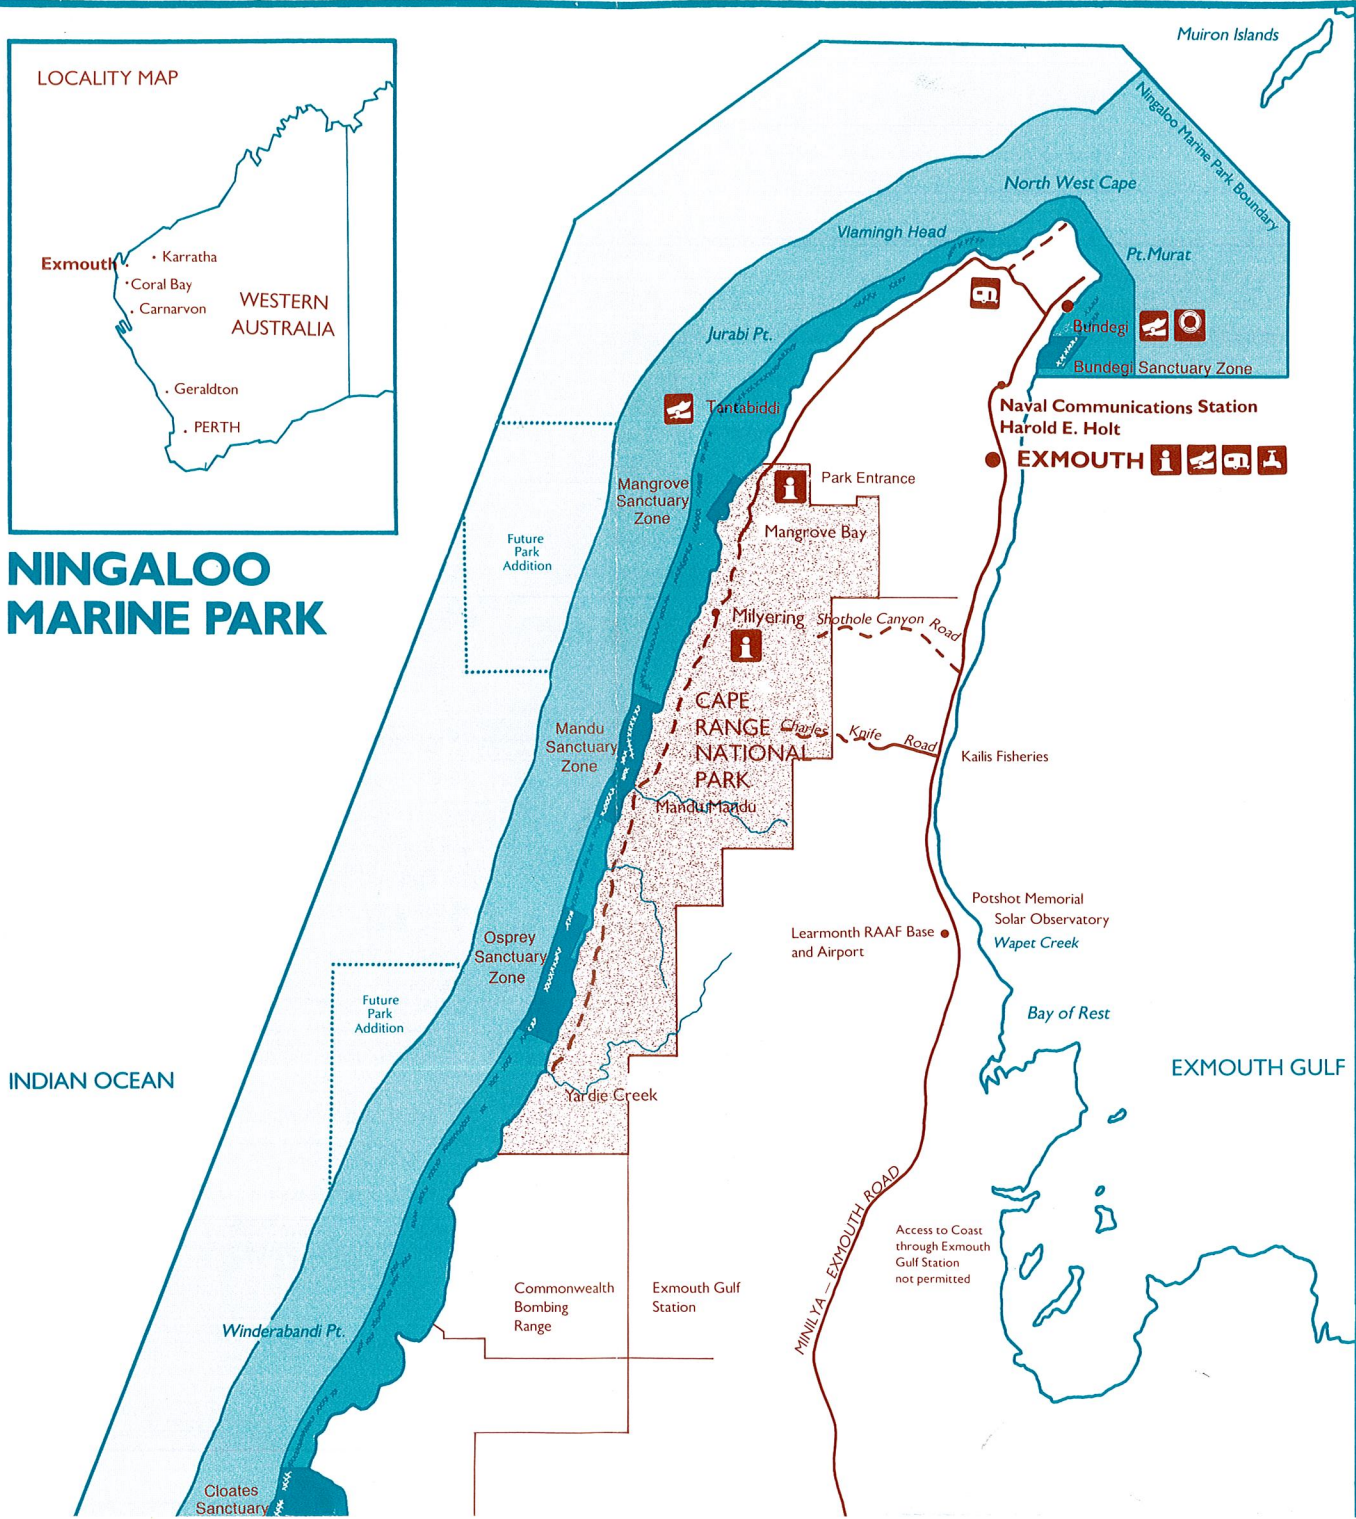 LOCALITY MAP
Exmouth
Karratha
Coral Bay
Carnarvon
WESTERN
AUSTRALIA
Geraldton
PERTH
NINGALOO
MARINE PARK
Muiron Islands
Ningaloo Marine Park Boundary
North West Cape
Vlamingh Head
Pt.Murat
Jurabi Pt.
Bundegi
Bundegi Sanctuary Zone
Tantabiddi
Naval Communications Station
Harold E. Holt
EXMOUTH
Park Entrance
Mangrove
Sanctuary
Zone
Mangrove Bay
Future
Park
Addition
Milyering
Shothole Canyon Road
CAPE
RANGE
NATIONAL
PARK
Charles Knife Road
Mandu
Sanctuary
Zone
Kailis Fisheries
Mandu Mandu
Potshot Memorial
Solar Observatory
Wapet Creek
Learmonth RAAF Base
and Airport
Osprey
Sanctuary
Zone
Future
Park
Addition
Bay of Rest
INDIAN OCEAN
EXMOUTH GULF
Yardie Creek
MINILYA – EXMOUTH ROAD
Access to Coast
through Exmouth
Gulf Station
not permitted
Commonwealth
Bombing
Range
Exmouth Gulf
Station
Winderabandi Pt.
Cloates
Sanctuary